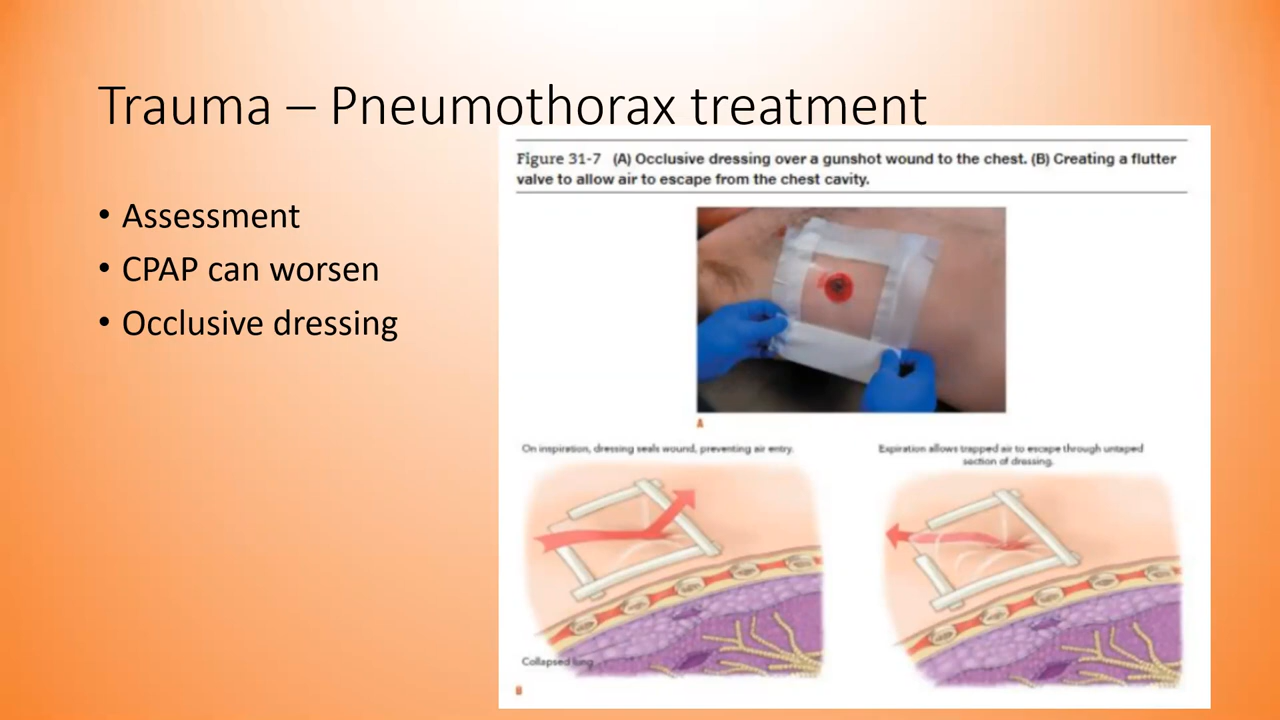 Trauma – Pneumothorax treatment
• Assessment
• CPAP can worsen
• Occlusive dressing
Figure 31-7 (A) Occlusive dressing over a gunshot wound to the chest. (B) Creating a flutter
valve to allow air to escape from the chest cavity.
A
On inspiration, dressing seals wound, preventing air entry.
Expiration allows trapped air to escape through untaped
section of dressing.
Collapsed lung
B